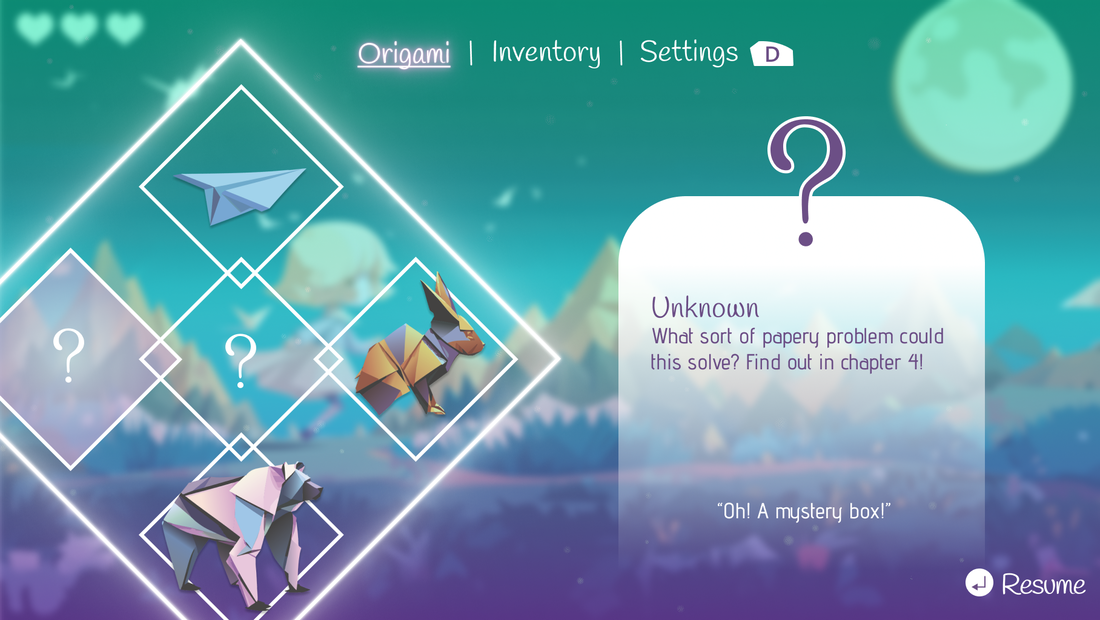 Origami | Inventory | Settings D
?
?
?
Unknown
What sort of papery problem could
this solve? Find out in chapter 4!
“Oh! A mystery box!”
Resume